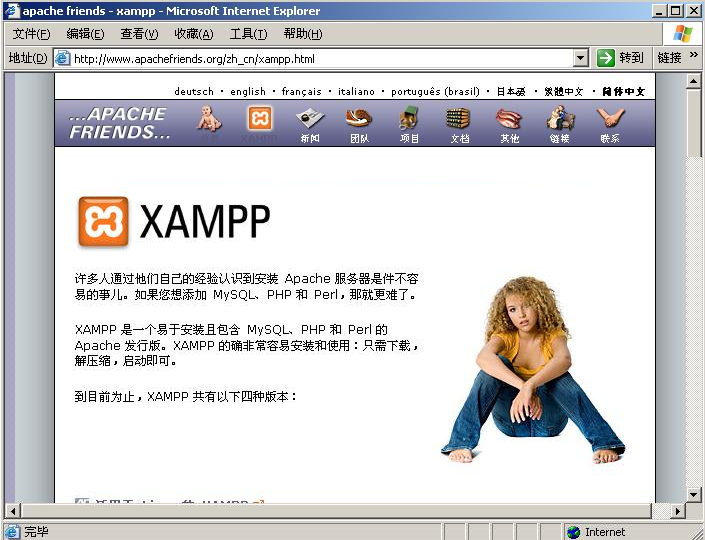 apache friends - xampp - Microsoft Internet Explorer
文件(F) 编辑(E) 查看(V) 收藏(A) 工具(T) 帮助(H)
地址(D) http://www.apachefriends.org/zh_cn/xampp.html 转到 链接 »
deutsch · english · français · italiano · português (brasil) · 日本語 · 繁體中文 · 简体中文
...APACHE
FRIENDS...
XAMPP 新闻 团队 项目 文档 其他 链接 联系
XAMPP
许多人通过他们自己的经验认识到安装 Apache 服务器是件不容
易的事儿。如果您想添加 MySQL、PHP 和 Perl，那就更难了。
XAMPP 是一个易于安装且包含 MySQL、PHP 和 Perl 的
Apache 发行版。XAMPP 的确非常容易安装和使用：只需下载，
解压缩，启动即可。
到目前为止，XAMPP 共有以下四种版本：
完毕 Internet